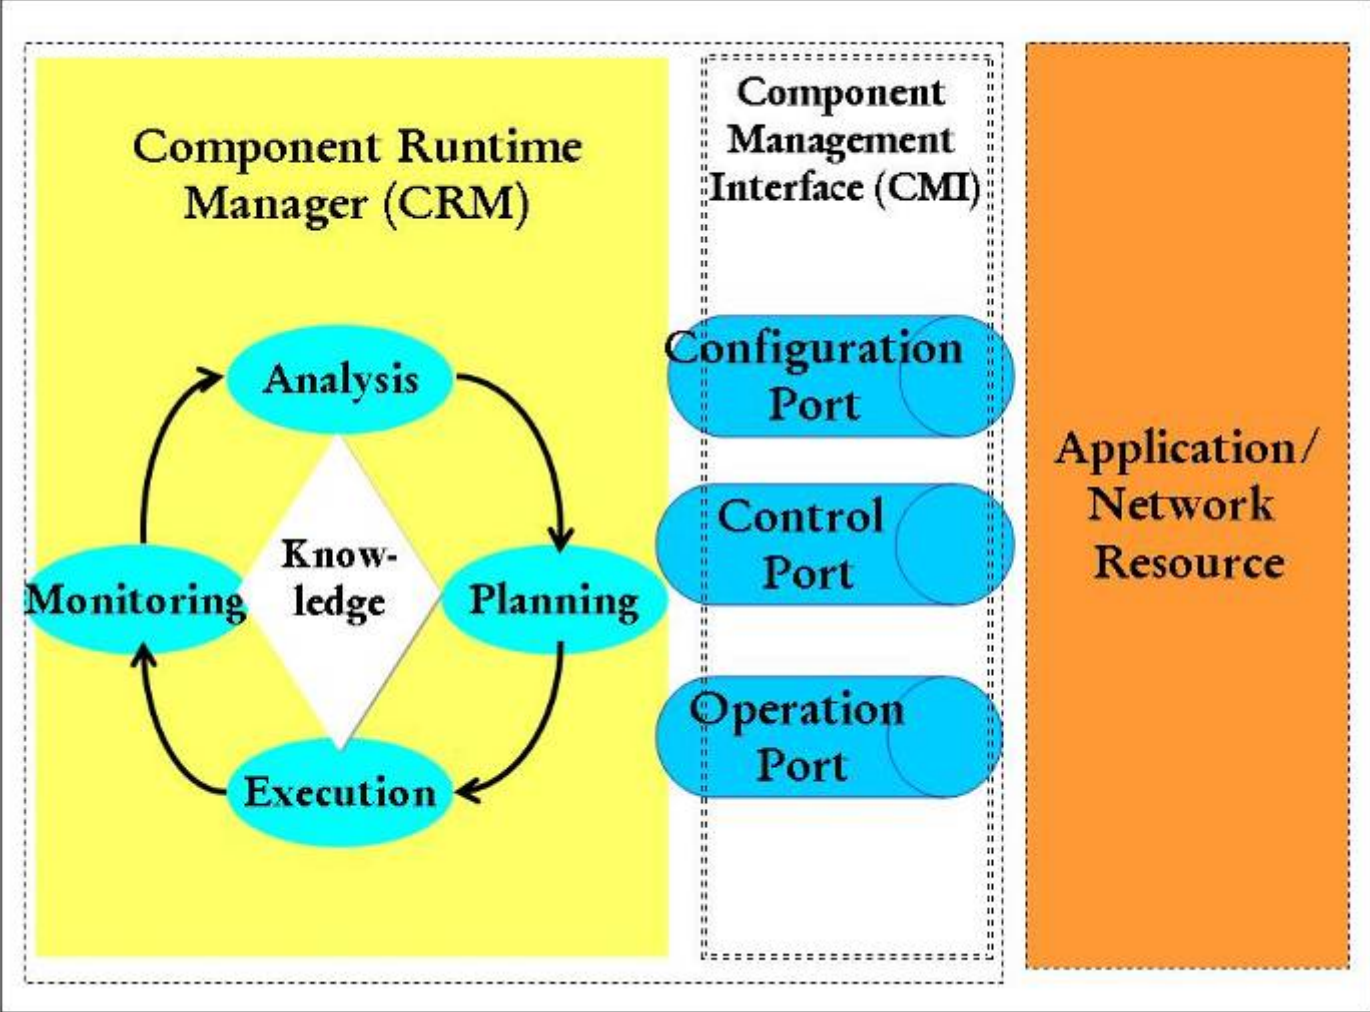 Component Runtime
Manager (CRM)
Analysis
Know-
ledge
Monitoring
Planning
Execution
Component
Management
Interface (CMI)
Configuration
Port
Control
Port
Operation
Port
Application/
Network
Resource